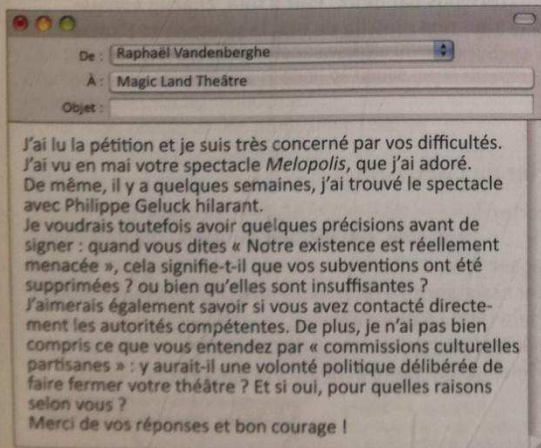 De : Raphaël Vandenberghe
À : Magic Land Theâtre
Objet :
J'ai lu la pétition et je suis très concerné par vos difficultés.
J'ai vu en mai votre spectacle Melopolis, que j'ai adoré.
De même, il y a quelques semaines, j'ai trouvé le spectacle
avec Philippe Geluck hilarant.
Je voudrais toutefois avoir quelques précisions avant de
signer : quand vous dites « Notre existence est réellement
menacée », cela signifie-t-il que vos subventions ont été
supprimées ? ou bien qu'elles sont insuffisantes ?
J'aimerais également savoir si vous avez contacté directe-
ment les autorités compétentes. De plus, je n'ai pas bien
compris ce que vous entendez par « commissions culturelles
partisanes » : y aurait-il une volonté politique délibérée de
faire fermer votre théâtre ? Et si oui, pour quelles raisons
selon vous ?
Merci de vos réponses et bon courage !